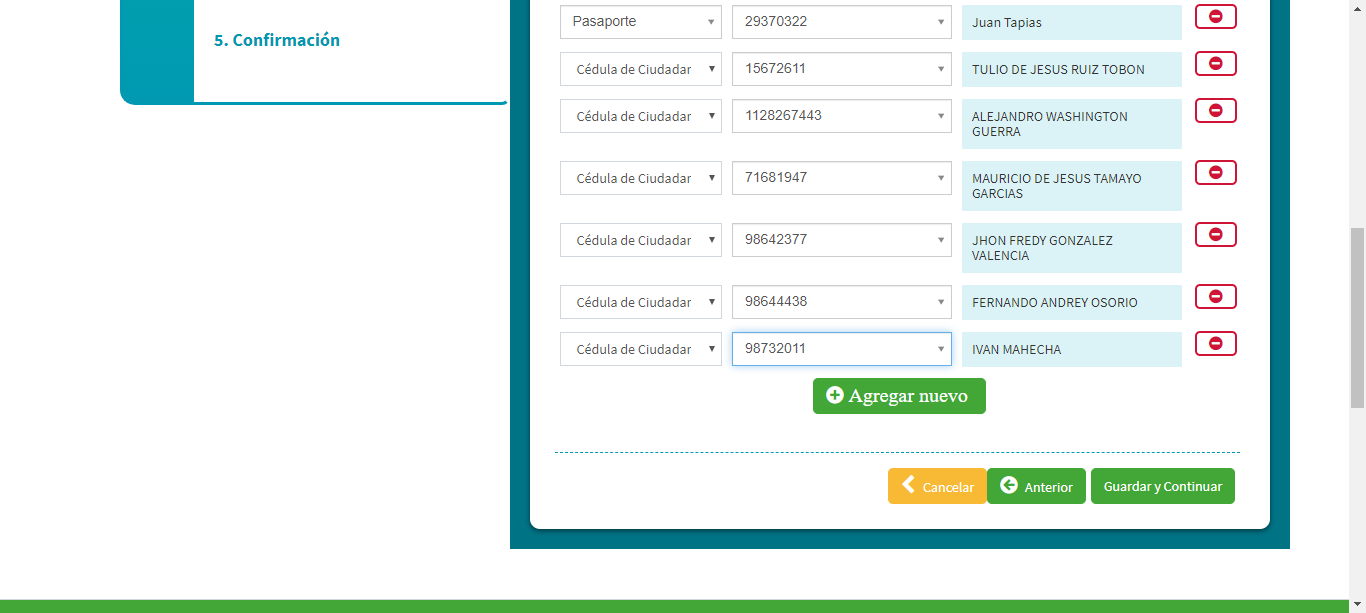 5. Confirmación
Pasaporte 29370322 Juan Tapias
Cédula de Ciudadar 15672611 TULIO DE JESUS RUIZ TOBON
Cédula de Ciudadar 1128267443 ALEJANDRO WASHINGTON
GUERRA
Cédula de Ciudadar 71681947 MAURICIO DE JESUS TAMAYO
GARCIAS
Cédula de Ciudadar 98642377 JHON FREDY GONZALEZ
VALENCIA
Cédula de Ciudadar 98644438 FERNANDO ANDREY OSORIO
Cédula de Ciudadar 98732011 IVAN MAHECHA
Agregar nuevo
Cancelar Anterior Guardar y Continuar